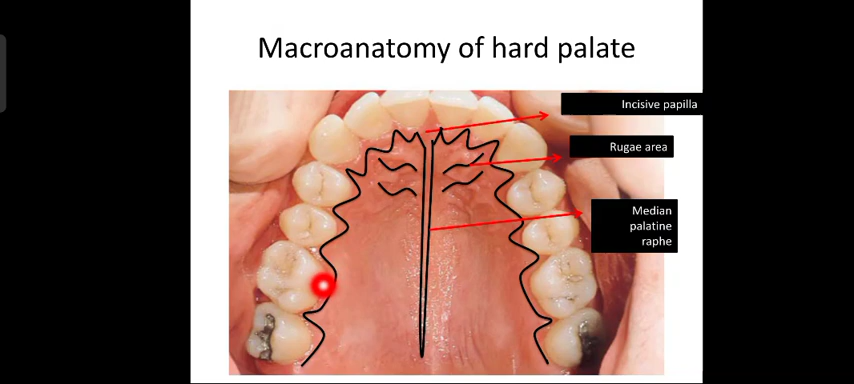 Macroanatomy of hard palate
Incisive papilla
Rugae area
Median
palatine
raphe